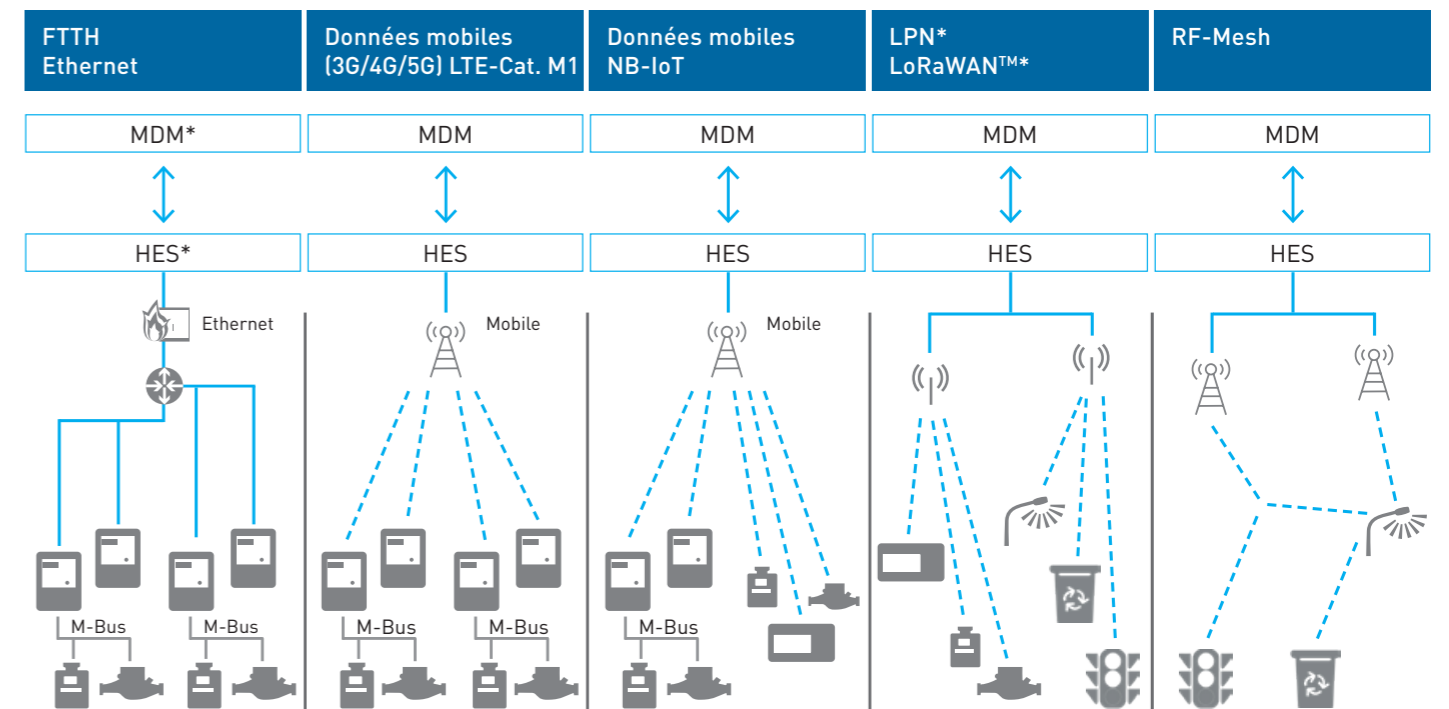 FTTH
Ethernet
Données mobiles
(3G/4G/5G) LTE-Cat. M1
Données mobiles
NB-IoT
LPN*
LoRaWAN™*
RF-Mesh
MDM*
MDM
MDM
MDM
MDM
HES*
HES
HES
HES
HES
Ethernet
Mobile
Mobile
M-Bus
M-Bus
M-Bus
M-Bus
M-Bus